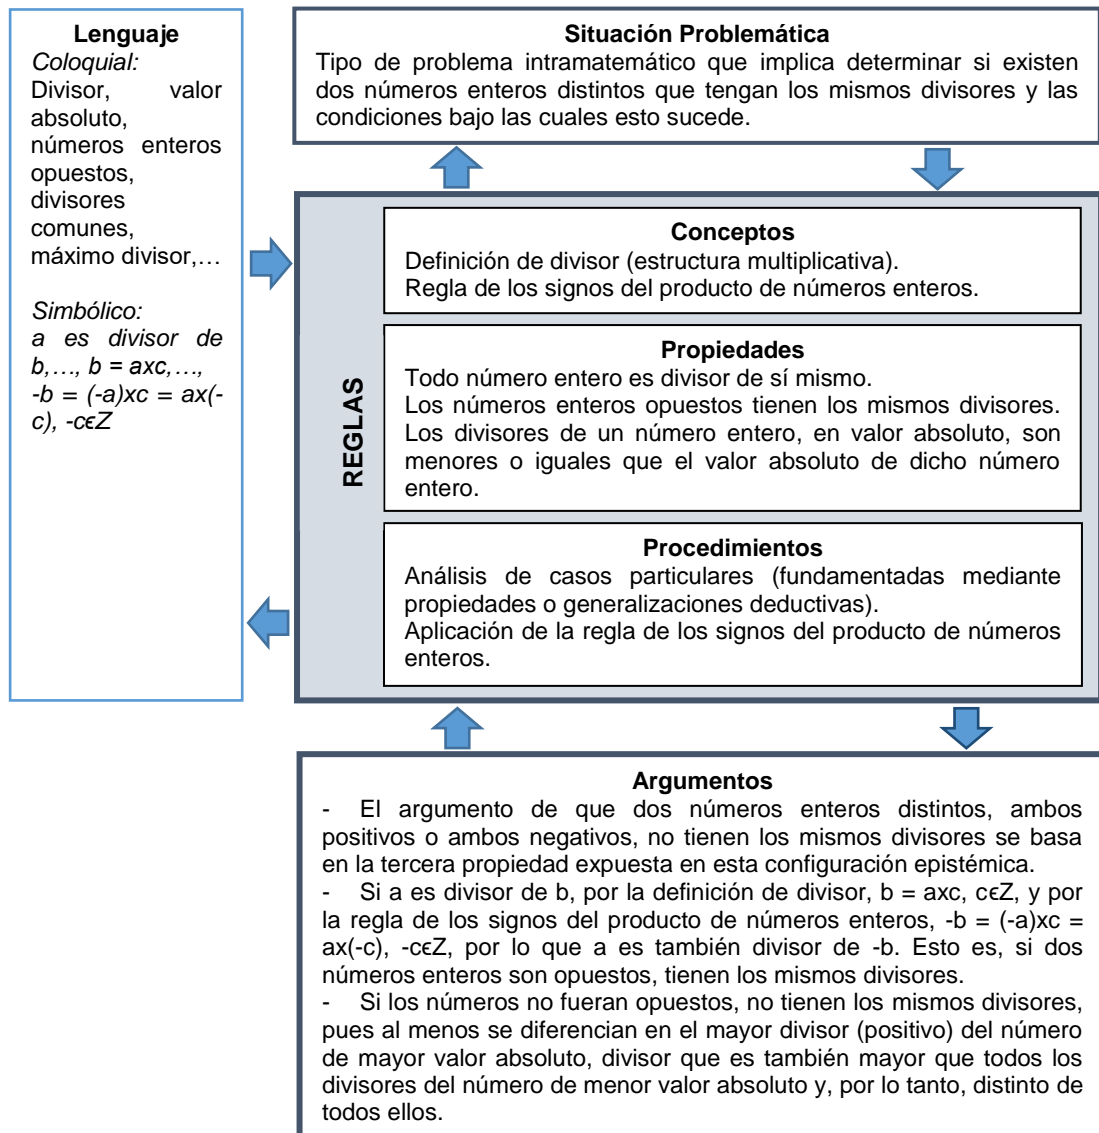 Lenguaje
Coloquial:
Divisor, valor
absoluto,
números enteros
opuestos,
divisores
comunes,
máximo divisor,…
Simbólico:
a es divisor de
b,…, b = axc,…,
-b = (-a)xc = ax(-
c), -cϵZ
Situación Problemática
Tipo de problema intramatemático que implica determinar si existen
dos números enteros distintos que tengan los mismos divisores y las
condiciones bajo las cuales esto sucede.
REGLAS
Conceptos
Definición de divisor (estructura multiplicativa).
Regla de los signos del producto de números enteros.
Propiedades
Todo número entero es divisor de sí mismo.
Los números enteros opuestos tienen los mismos divisores.
Los divisores de un número entero, en valor absoluto, son
menores o iguales que el valor absoluto de dicho número
entero.
Procedimientos
Análisis de casos particulares (fundamentadas mediante
propiedades o generalizaciones deductivas).
Aplicación de la regla de los signos del producto de números
enteros.
Argumentos
- El argumento de que dos números enteros distintos, ambos
positivos o ambos negativos, no tienen los mismos divisores se basa
en la tercera propiedad expuesta en esta configuración epistémica.
- Si a es divisor de b, por la definición de divisor, b = axc, cϵZ, y por
la regla de los signos del producto de números enteros, -b = (-a)xc =
ax(-c), -cϵZ, por lo que a es también divisor de -b. Esto es, si dos
números enteros son opuestos, tienen los mismos divisores.
- Si los números no fueran opuestos, no tienen los mismos divisores,
pues al menos se diferencian en el mayor divisor (positivo) del número
de mayor valor absoluto, divisor que es también mayor que todos los
divisores del número de menor valor absoluto y, por lo tanto, distinto de
todos ellos.